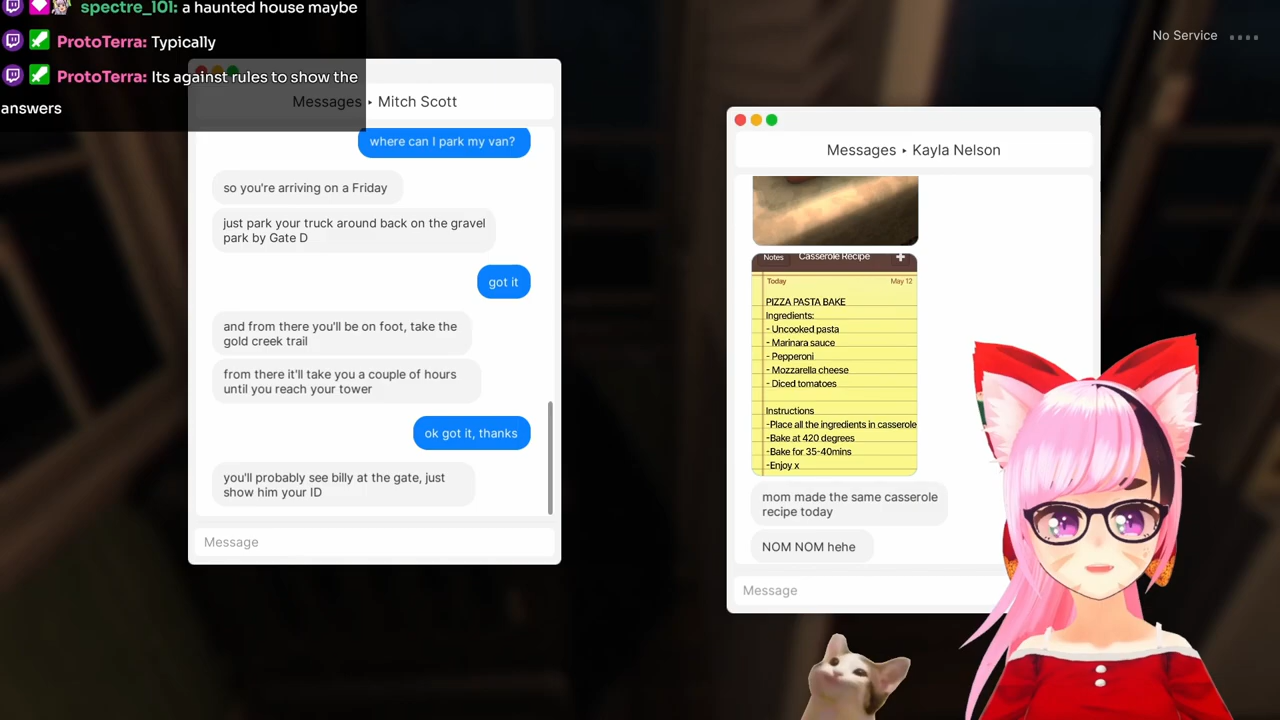 spectre_101: a haunted house maybe
ProtoTerra: Typically
ProtoTerra: Its against rules to show the
answers
No Service
Messages ▸ Mitch Scott
where can I park my van?
so you're arriving on a Friday
just park your truck around back on the gravel
park by Gate D
got it
and from there you'll be on foot, take the
gold creek trail
from there it'll take you a couple of hours
until you reach your tower
ok got it, thanks
you'll probably see billy at the gate, just
show him your ID
Message
Messages ▸ Kayla Nelson
Notes Casserole Recipe +
Today May 12
PIZZA PASTA BAKE
Ingredients:
- Uncooked pasta
- Marinara sauce
- Pepperoni
- Mozzarella cheese
- Diced tomatoes
Instructions
-Place all the ingredients in casserole
-Bake at 420 degrees
-Bake for 35-40mins
-Enjoy x
mom made the same casserole
recipe today
NOM NOM hehe
Message